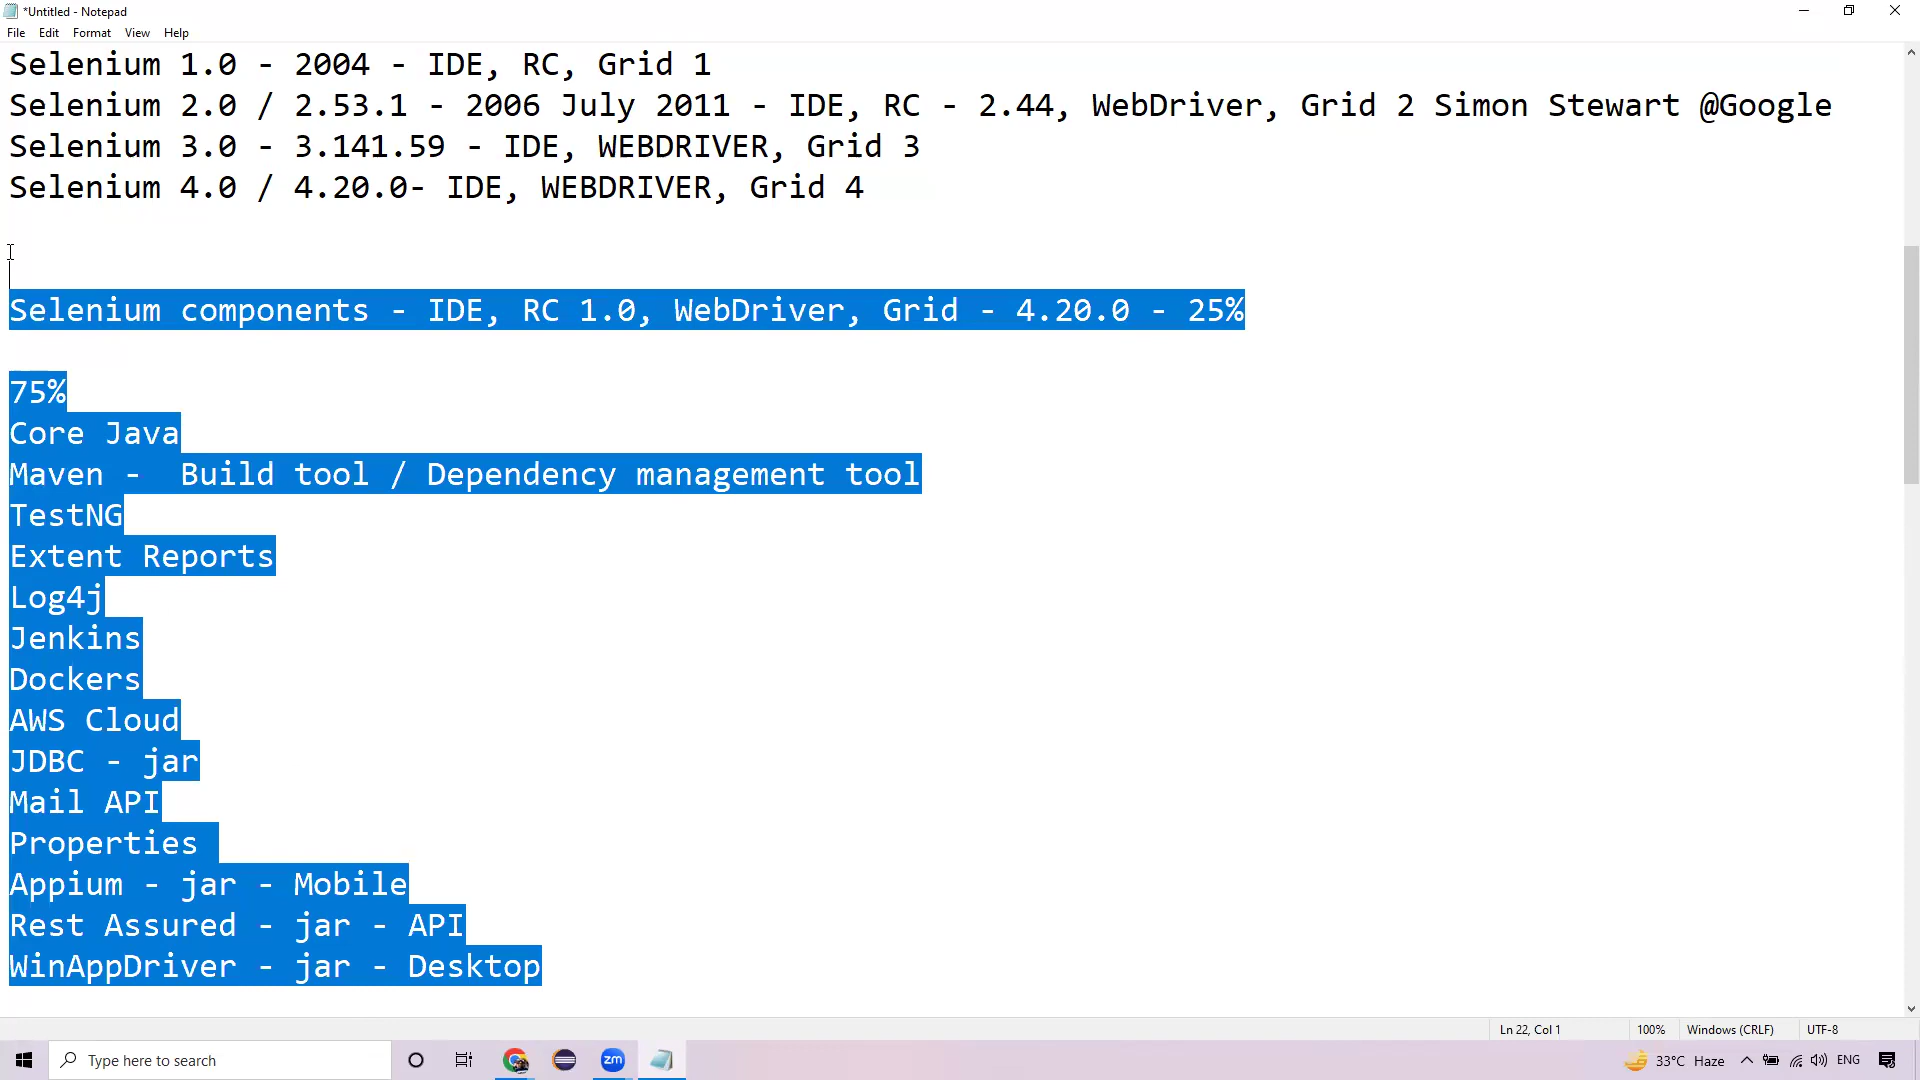 *Untitled - Notepad
File Edit Format View Help
Selenium 1.0 - 2004 - IDE, RC, Grid 1
Selenium 2.0 / 2.53.1 - 2006 July 2011 - IDE, RC - 2.44, WebDriver, Grid 2 Simon Stewart @Google
Selenium 3.0 - 3.141.59 - IDE, WEBDRIVER, Grid 3
Selenium 4.0 / 4.20.0- IDE, WEBDRIVER, Grid 4
Selenium components - IDE, RC 1.0, WebDriver, Grid - 4.20.0 - 25%
75%
Core Java
Maven -  Build tool / Dependency management tool
TestNG
Extent Reports
Log4j
Jenkins
Dockers
AWS Cloud
JDBC - jar
Mail API
Properties
Appium - jar - Mobile
Rest Assured - jar - API
WinAppDriver - jar - Desktop
Ln 22, Col 1 100% Windows (CRLF) UTF-8
Type here to search zm 33°C Haze ENG